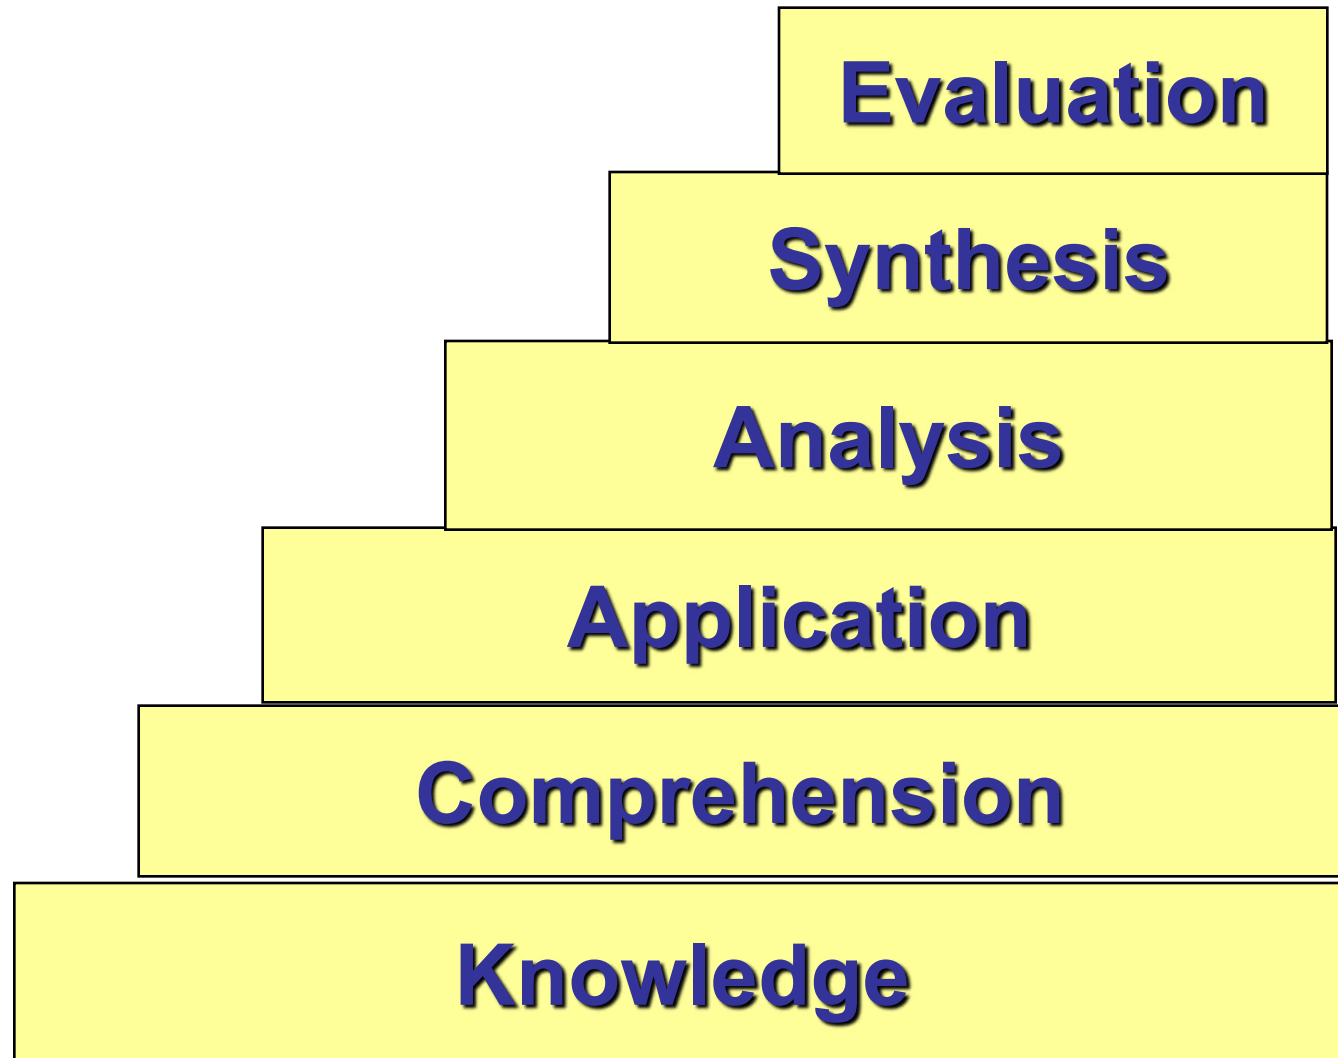 Evaluation
Synthesis
Analysis
Application
Comprehension
Knowledge